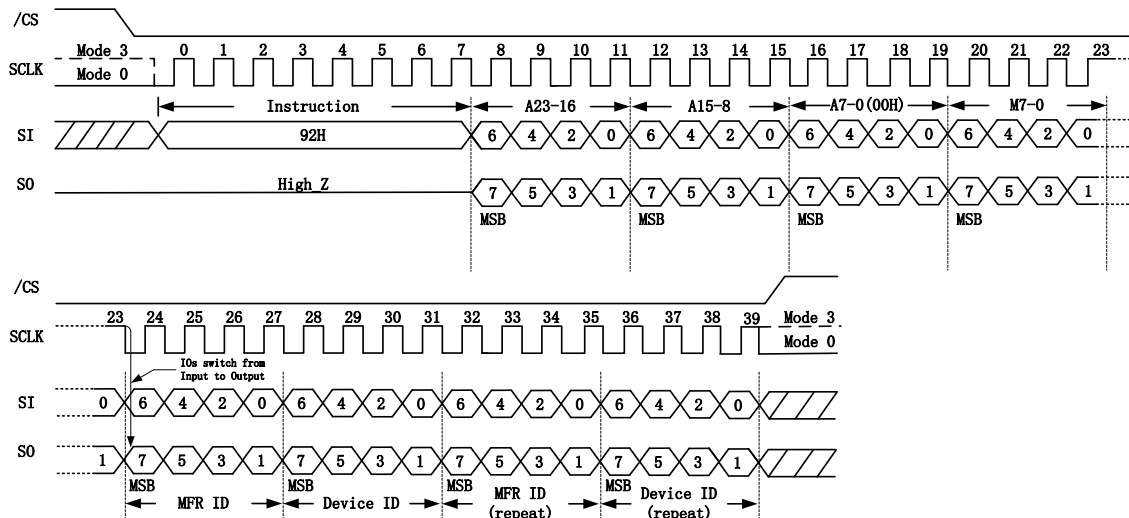 /CS
Mode 3 0 1 2 3 4 5 6 7 8 9 10 11 12 13 14 15 16 17 18 19 20 21 22 23
SCLK
Mode 0
Instruction A23-16 A15-8 A7-0(00H) M7-0
SI 92H 6 4 2 0 6 4 2 0 6 4 2 0 6 4 2 0
SO High_Z 7 5 3 1 7 5 3 1 7 5 3 1 7 5 3 1
MSB MSB MSB MSB
/CS
23 24 25 26 27 28 29 30 31 32 33 34 35 36 37 38 39 Mode 3
SCLK
Mode 0
IOs switch from
Input to Output
SI 0 6 4 2 0 6 4 2 0 6 4 2 0 6 4 2 0
SO 1 7 5 3 1 7 5 3 1 7 5 3 1 7 5 3 1
MSB MSB MSB MSB
MFR ID Device ID MFR ID Device ID
(repeat) (repeat)